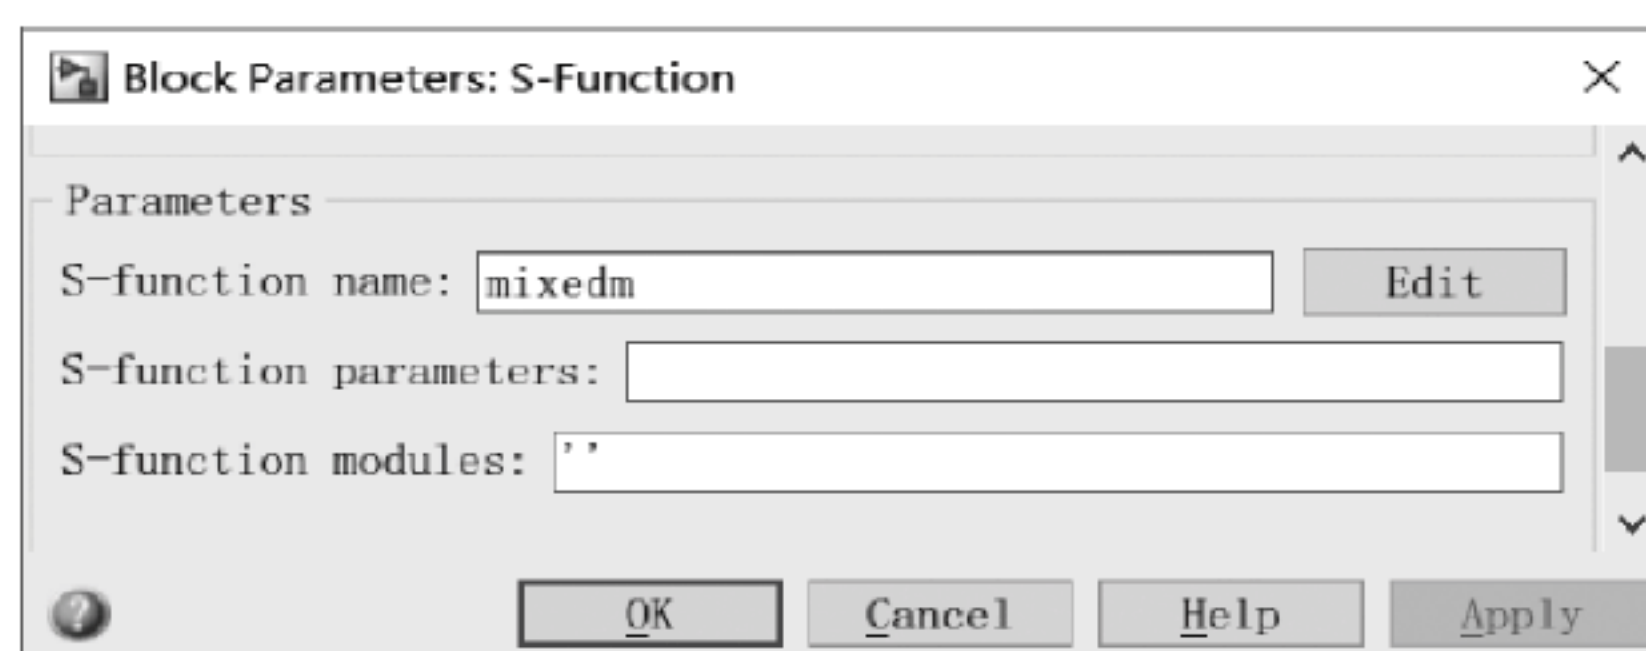 Block Parameters: S-Function
Parameters
S-function name: mixedm Edit
S-function parameters:
S-function modules: ''
OK Cancel Help Apply